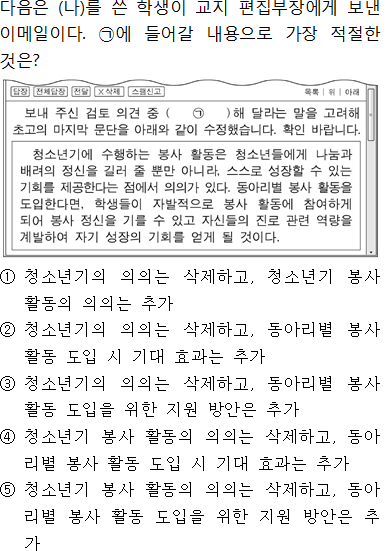 다음은 (나)를 쓴 학생이 교지 편집부장에게 보낸
이메일이다. ㉠에 들어갈 내용으로 가장 적절한
것은?
답장 전체답장 전달 X삭제 스팸신고 목록 | 위 | 아래
보내 주신 검토 의견 중 ( ㉠ )해 달라는 말을 고려해
초고의 마지막 문단을 아래와 같이 수정했습니다. 확인 바랍니다.
청소년기에 수행하는 봉사 활동은 청소년들에게 나눔과
배려의 정신을 길러 줄 뿐만 아니라, 스스로 성장할 수 있는
기회를 제공한다는 점에서 의의가 있다. 동아리별 봉사 활동을
도입한다면, 학생들이 자발적으로 봉사 활동에 참여하게
되어 봉사 정신을 기를 수 있고 자신들의 진로 관련 역량을
계발하여 자기 성장의 기회를 얻게 될 것이다.
① 청소년기의 의의는 삭제하고, 청소년기 봉사
활동의 의의는 추가
② 청소년기의 의의는 삭제하고, 동아리별 봉사
활동 도입 시 기대 효과는 추가
③ 청소년기의 의의는 삭제하고, 동아리별 봉사
활동 도입을 위한 지원 방안은 추가
④ 청소년기 봉사 활동의 의의는 삭제하고, 동아
리별 봉사 활동 도입 시 기대 효과는 추가
⑤ 청소년기 봉사 활동의 의의는 삭제하고, 동아
리별 봉사 활동 도입을 위한 지원 방안은 추
가